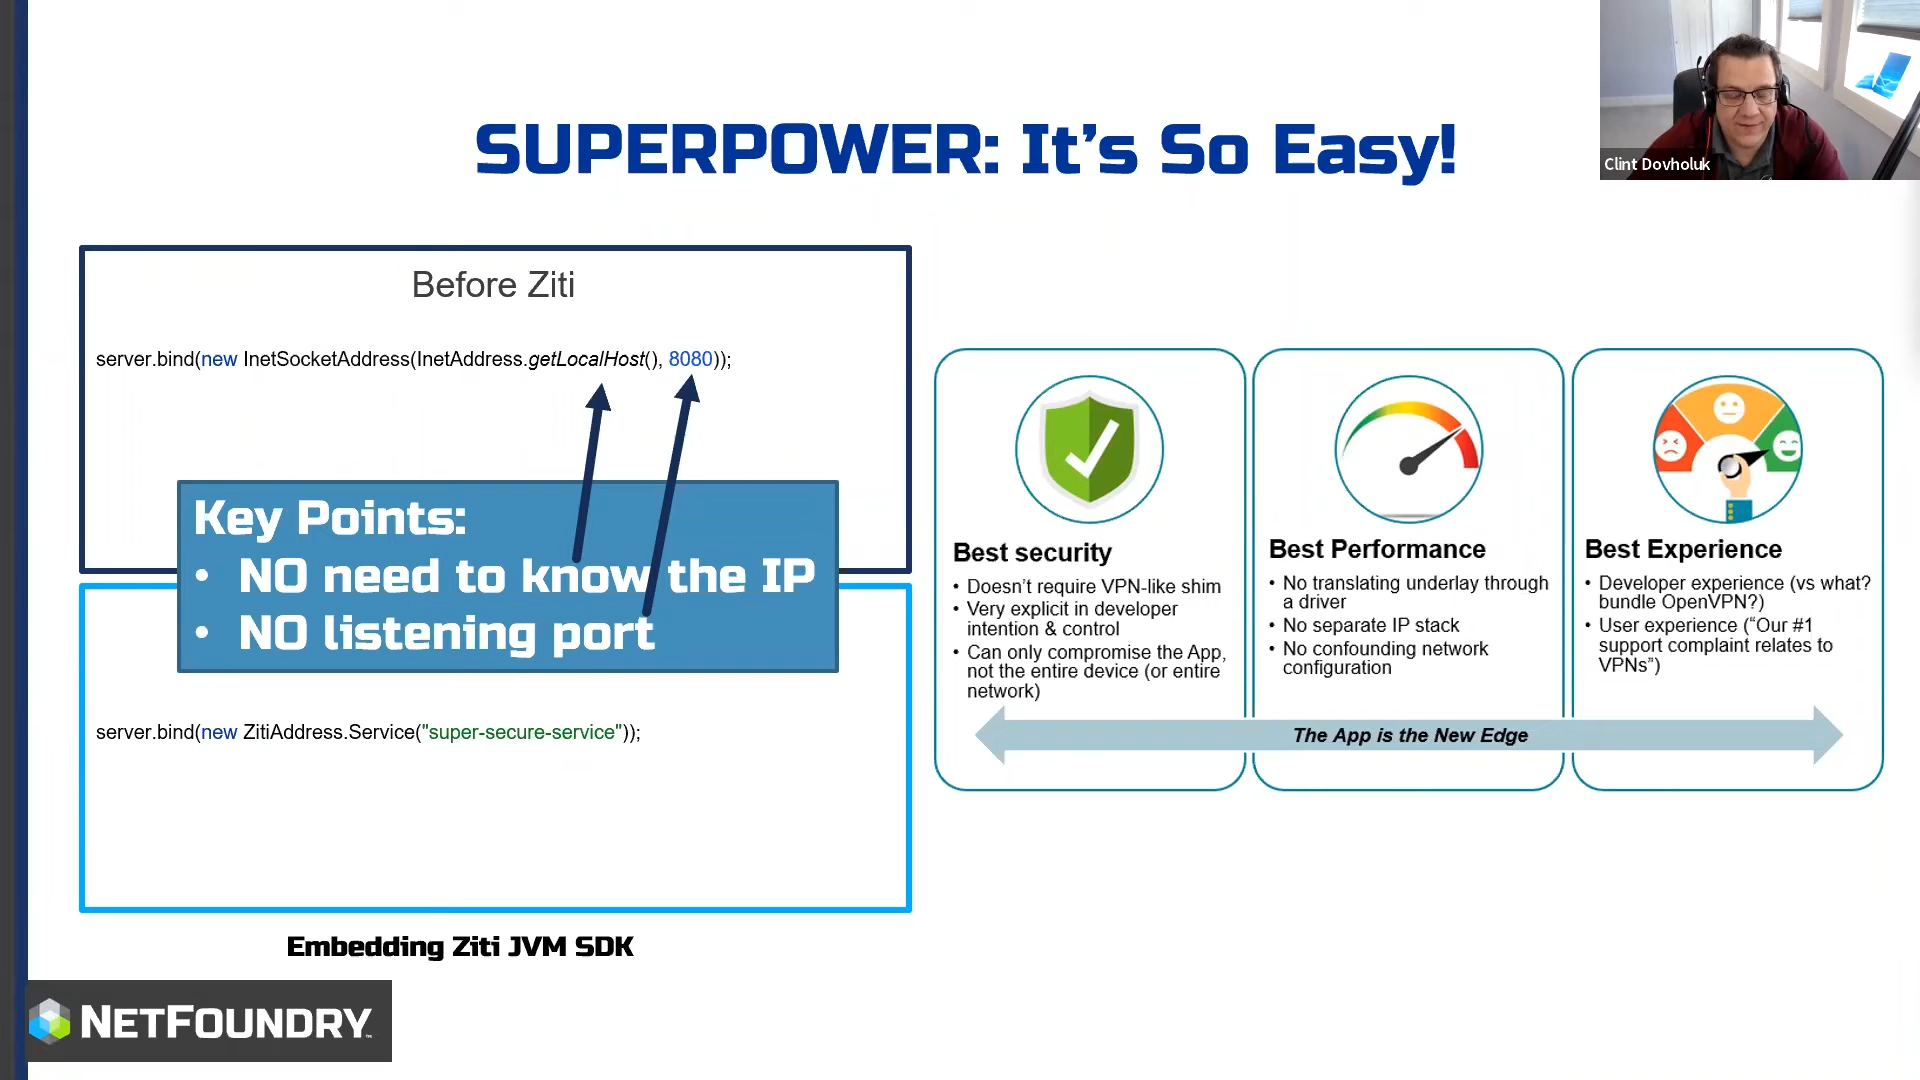 SUPERPOWER: It's So Easy!
Clint Dovholuk
Before Ziti
server.bind(new InetSocketAddress(InetAddress.getLocalHost(), 8080));
Key Points:
• NO need to know the IP
• NO listening port
server.bind(new ZitiAddress.Service("super-secure-service"));
Embedding Ziti JVM SDK
Best security
• Doesn't require VPN-like shim
• Very explicit in developer
intention & control
• Can only compromise the App,
not the entire device (or entire
network)
Best Performance
• No translating underlay through
a driver
• No separate IP stack
• No confounding network
configuration
Best Experience
• Developer experience (vs what?
bundle OpenVPN?)
• User experience ("Our #1
support complaint relates to
VPNs")
The App is the New Edge
NETFOUNDRY™